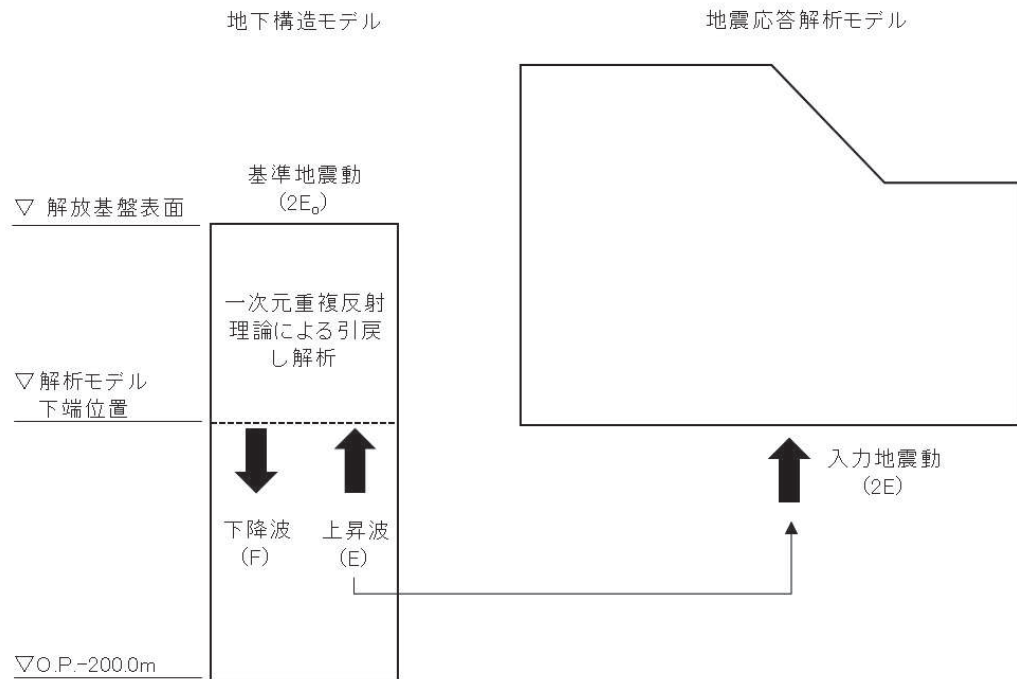 地下構造モデル
地震応答解析モデル
基準地震動
(2E₀)
▽ 解放基盤表面
一次元重複反射
理論による引戻
し解析
▽解析モデル
下端位置
下降波
(F)
上昇波
(E)
入力地震動
(2E)
▽O.P.-200.0m